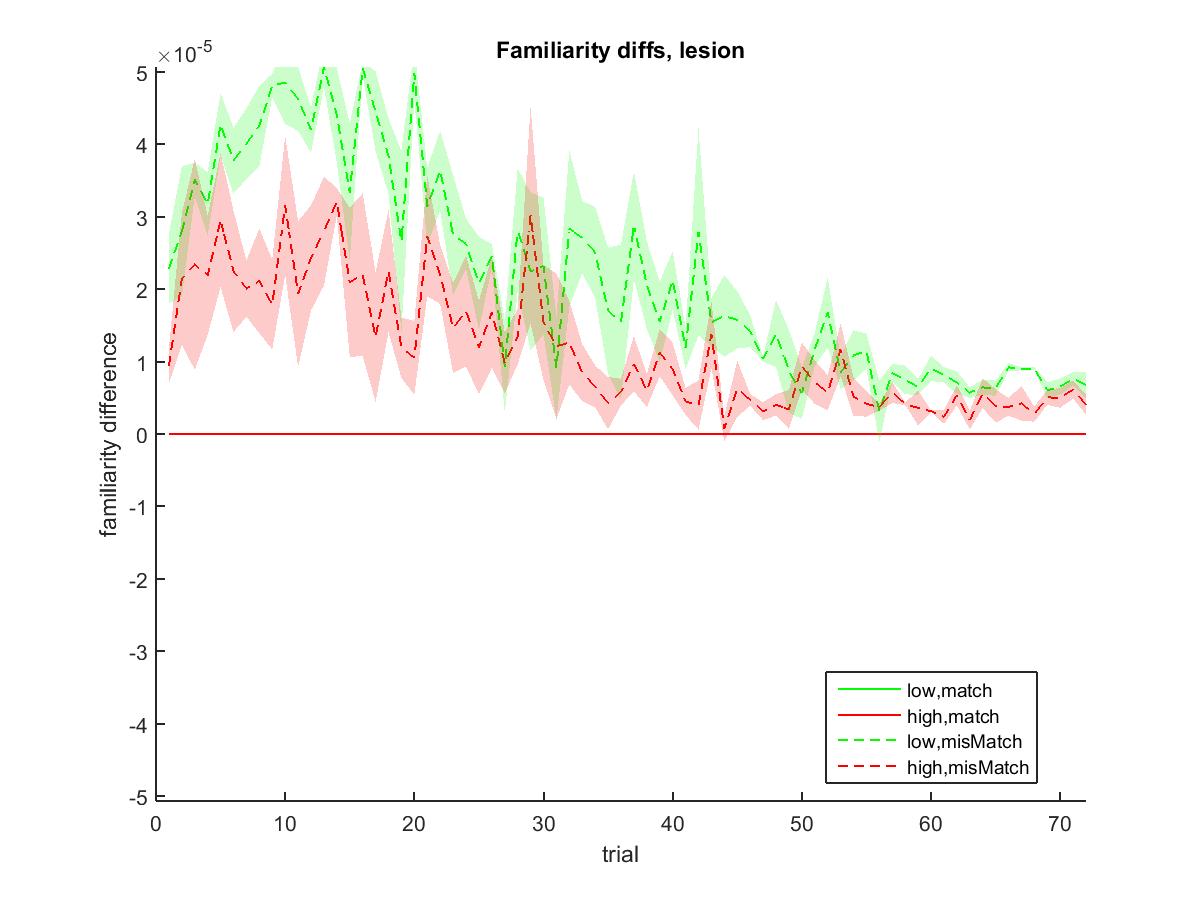 ×10-5
Familiarity diffs, lesion
5
4
3
2
1
0
-1
-2
-3
-4
-5
familiarity difference
low,match
high,match
low,misMatch
high,misMatch
0 10 20 30 40 50 60 70
trial